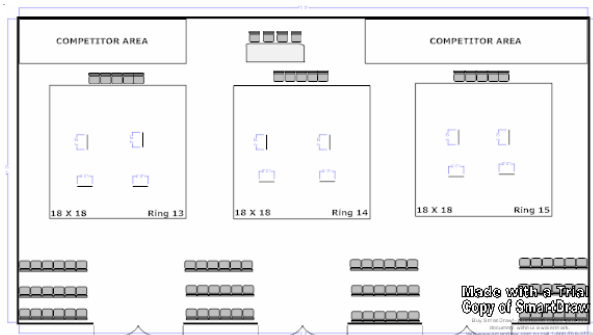 COMPETITOR AREA
COMPETITOR AREA
18 X 18
Ring 13
18 X 18
Ring 14
18 X 18
Ring 15
Made with a Trial
Copy of SmartDraw